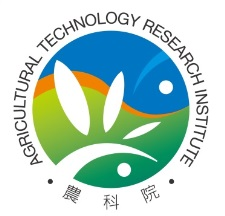 AGRICULTURAL TECHNOLOGY RESEARCH INSTITUTE
• 農科院 •